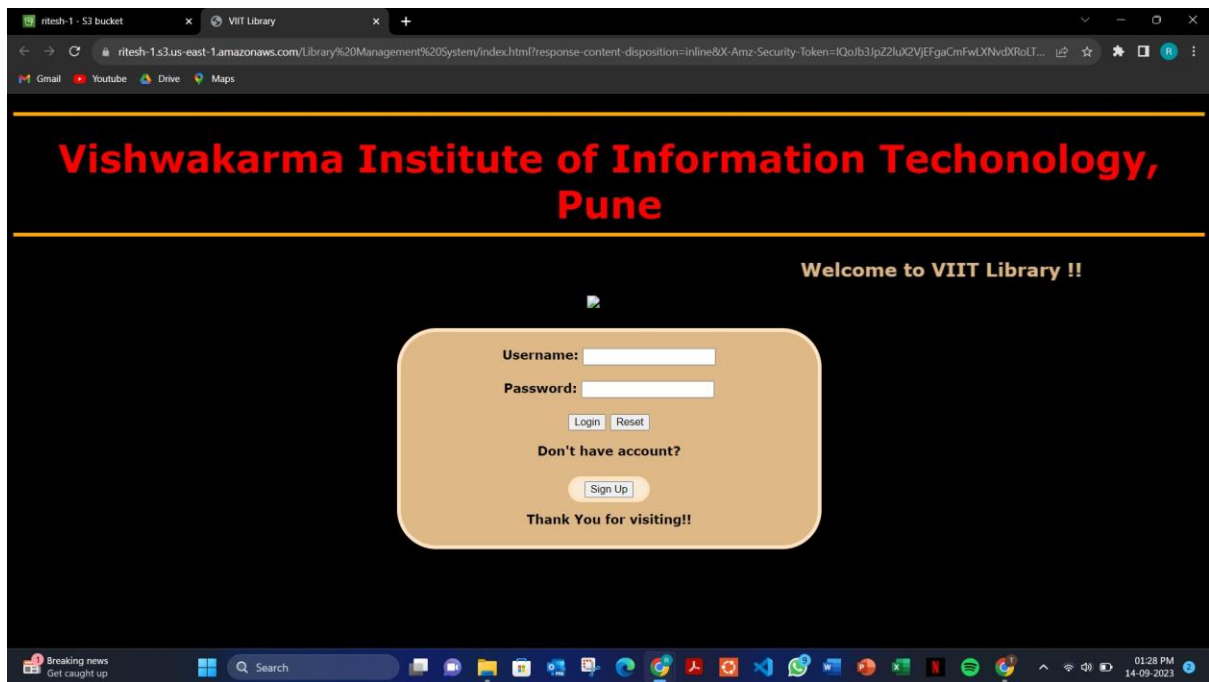 ritesh-1 - S3 bucket
VIIT Library
ritesh-1.s3.us-east-1.amazonaws.com/Library%20Management%20System/index.html?response-content-disposition=inline&X-Amz-Security-Token=
Gmail
Youtube
Drive
Maps
R
Vishwakarma Institute of Information Techonology,
Pune
Welcome to VIIT Library !!
Username:
Password:
Login
Reset
Don't have account?
Sign Up
Thank You for visiting!!
1
Breaking news
Get caught up
Search
01:28 PM
14-09-2023
2